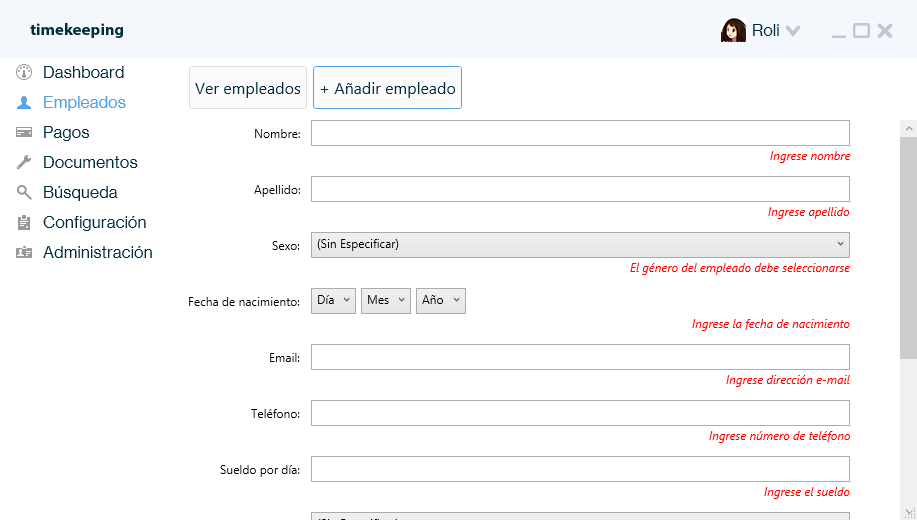 timekeeping
Roli
Dashboard
Empleados
Pagos
Documentos
Búsqueda
Configuración
Administración
Ver empleados
+ Añadir empleado
Nombre:
Ingrese nombre
Apellido:
Ingrese apellido
Sexo: (Sin Especificar)
El género del empleado debe seleccionarse
Fecha de nacimiento: Día Mes Año
Ingrese la fecha de nacimiento
Email:
Ingrese dirección e-mail
Teléfono:
Ingrese número de teléfono
Sueldo por día:
Ingrese el sueldo